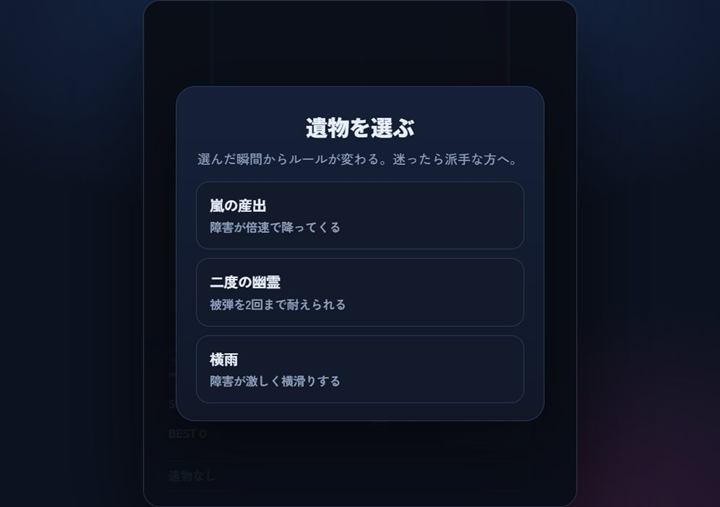 遺物を選ぶ
選んだ瞬間からルールが変わる。迷ったら派手な方へ。
嵐の産出
障害が倍速で降ってくる
二度の幽霊
被弾を2回まで耐えられる
横雨
障害が激しく横滑りする
BEST 0
遺物なし